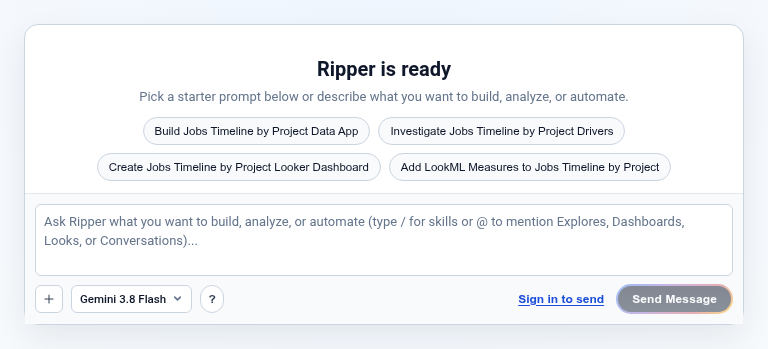 Ripper is ready
Pick a starter prompt below or describe what you want to build, analyze, or automate.
Build Jobs Timeline by Project Data App
Investigate Jobs Timeline by Project Drivers
Create Jobs Timeline by Project Looker Dashboard
Add LookML Measures to Jobs Timeline by Project
Ask Ripper what you want to build, analyze, or automate (type / for skills or @ to mention Explores, Dashboards,
Looks, or Conversations)...
+
Gemini 3.8 Flash
?
Sign in to send
Send Message